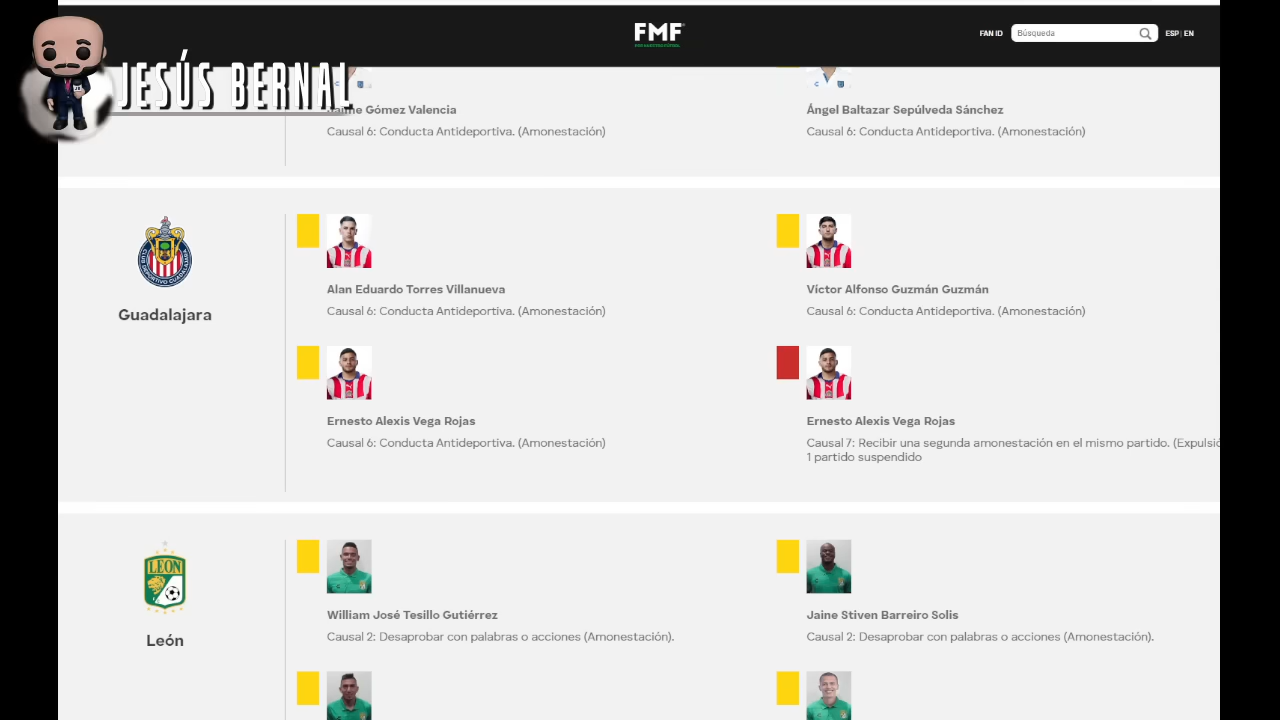 FMF
FAN ID
Búsqueda
ESP | EN
JESÚS BERNAL
Jaime Gómez Valencia
Causal 6: Conducta Antideportiva. (Amonestación)
Ángel Baltazar Sepúlveda Sánchez
Causal 6: Conducta Antideportiva. (Amonestación)
Guadalajara
Alan Eduardo Torres Villanueva
Causal 6: Conducta Antideportiva. (Amonestación)
Víctor Alfonso Guzmán Guzmán
Causal 6: Conducta Antideportiva. (Amonestación)
Ernesto Alexis Vega Rojas
Causal 6: Conducta Antideportiva. (Amonestación)
Ernesto Alexis Vega Rojas
Causal 7: Recibir una segunda amonestación en el mismo partido. (Expulsió
1 partido suspendido
LEON
León
William José Tesillo Gutiérrez
Causal 2: Desaprobar con palabras o acciones (Amonestación).
Jaine Stiven Barreiro Solis
Causal 2: Desaprobar con palabras o acciones (Amonestación).